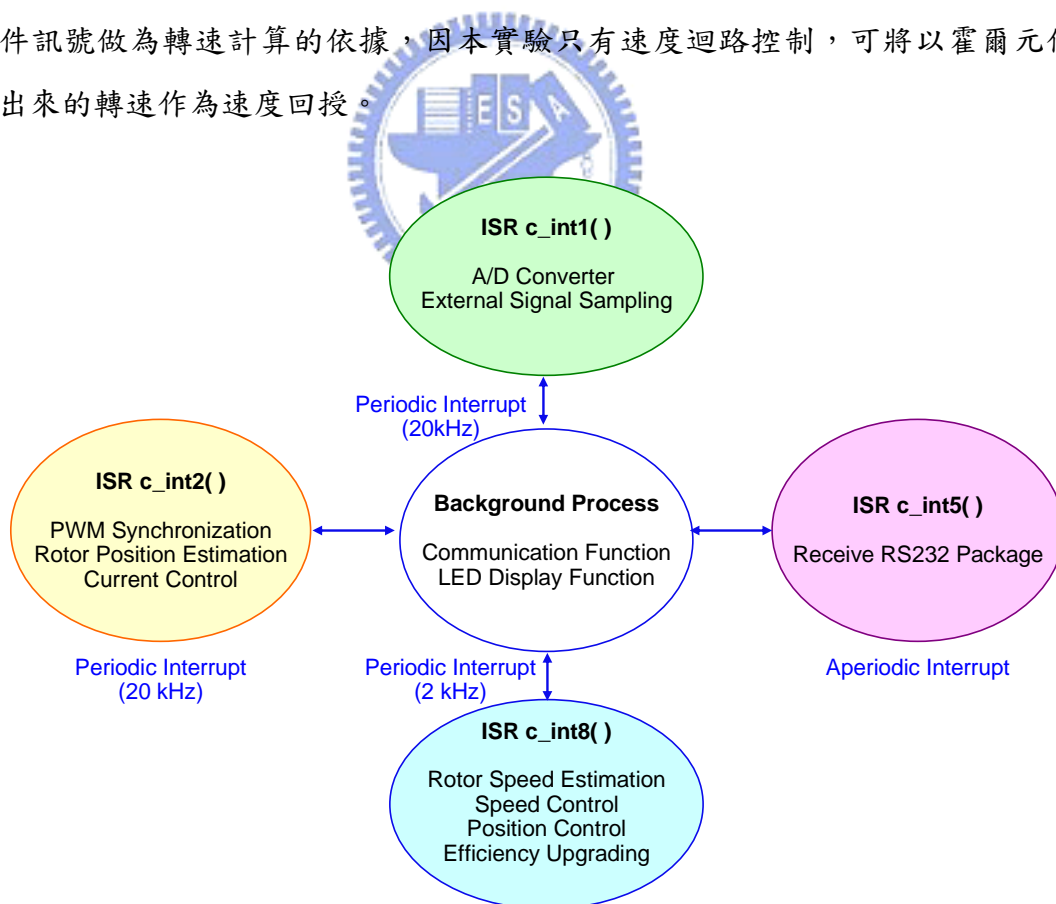 件訊號做為轉速計算的依據，因本實驗只有速度迴路控制，可將以霍爾元件
出來的轉速作為速度回授。
ESA
ISR c_int1( )
A/D Converter
External Signal Sampling
Periodic Interrupt
(20kHz)
ISR c_int2( )
PWM Synchronization
Rotor Position Estimation
Current Control
Periodic Interrupt
(20 kHz)
Background Process
Communication Function
LED Display Function
ISR c_int5( )
Receive RS232 Package
Aperiodic Interrupt
Periodic Interrupt
(2 kHz)
ISR c_int8( )
Rotor Speed Estimation
Speed Control
Position Control
Efficiency Upgrading